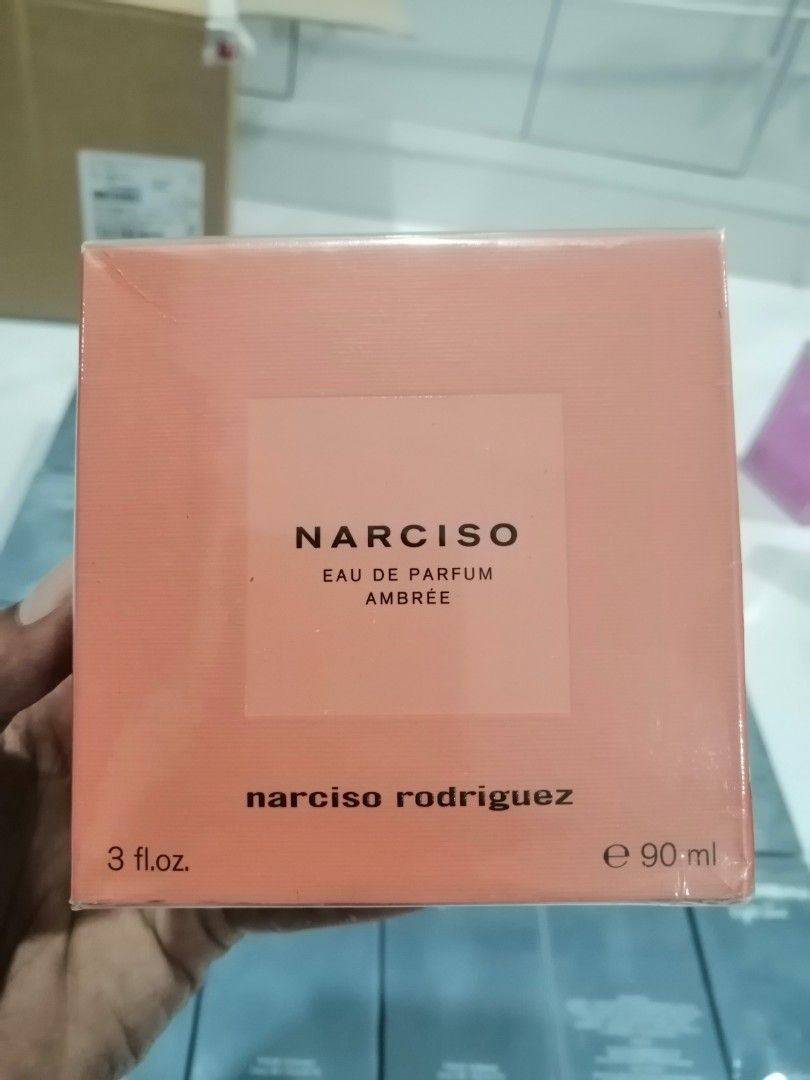 NARCISO
EAU DE PARFUM
AMBRÉE
narciso rodriguez
3 fl.oz.
℮ 90 ml